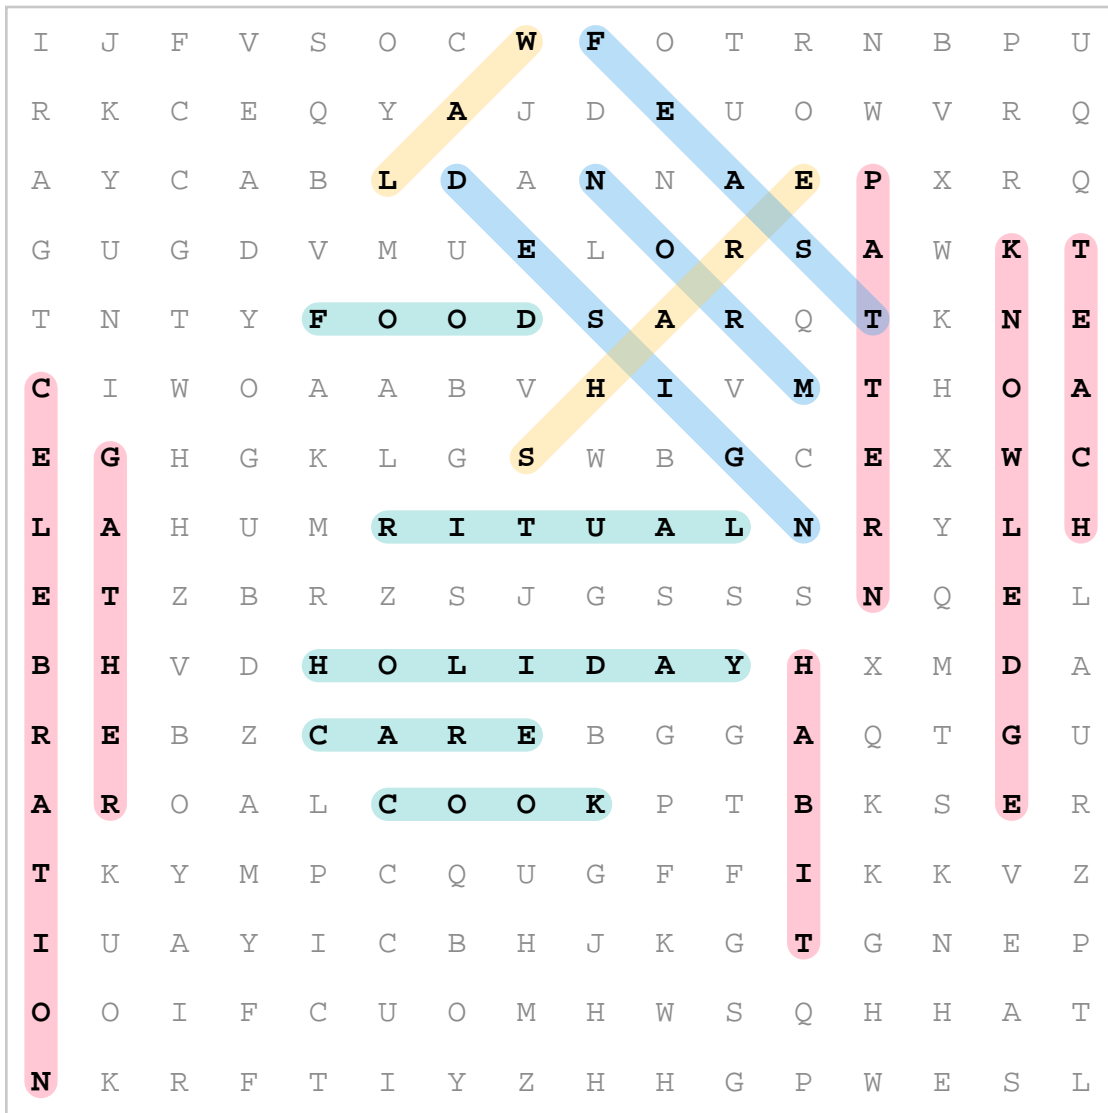 I J F V S O C W F O T R N B P U
R K C E Q Y A J D E U O W V R Q
A Y C A B L D A N N A E P X R Q
G U G D V M U E L O R S A W K T
T N T Y F O O D S A R Q T K N E
C I W O A A B V H I V M T H O A
E G H G K L G S W B G C E X W C
L A H U M R I T U A L N R Y L H
E T Z B R Z S J G S S S N Q E L
B H V D H O L I D A Y H X M D A
R E B Z C A R E B G G A Q T G U
A R O A L C O O K P T B K S E R
T K Y M P C Q U G F F I K K V Z
I U A Y I C B H J K G T G N E P
O O I F C U O M H W S Q H H A T
N K R F T I Y Z H H G P W E S L